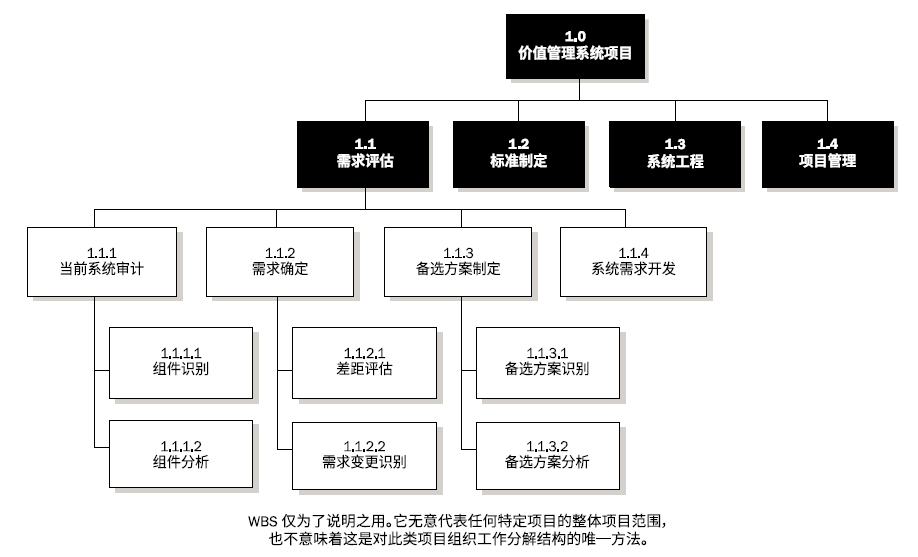 1.0
价值管理系统项目
1.1
需求评估
1.2
标准制定
1.3
系统工程
1.4
项目管理
1.1.1
当前系统审计
1.1.2
需求确定
1.1.3
备选方案制定
1.1.4
系统需求开发
1.1.1.1
组件识别
1.1.2.1
差距评估
1.1.3.1
备选方案识别
1.1.1.2
组件分析
1.1.2.2
需求变更识别
1.1.3.2
备选方案分析
WBS 仅为了说明之用。它无意代表任何特定项目的整体项目范围，
也不意味着这是对此类项目组织工作分解结构的唯一方法。